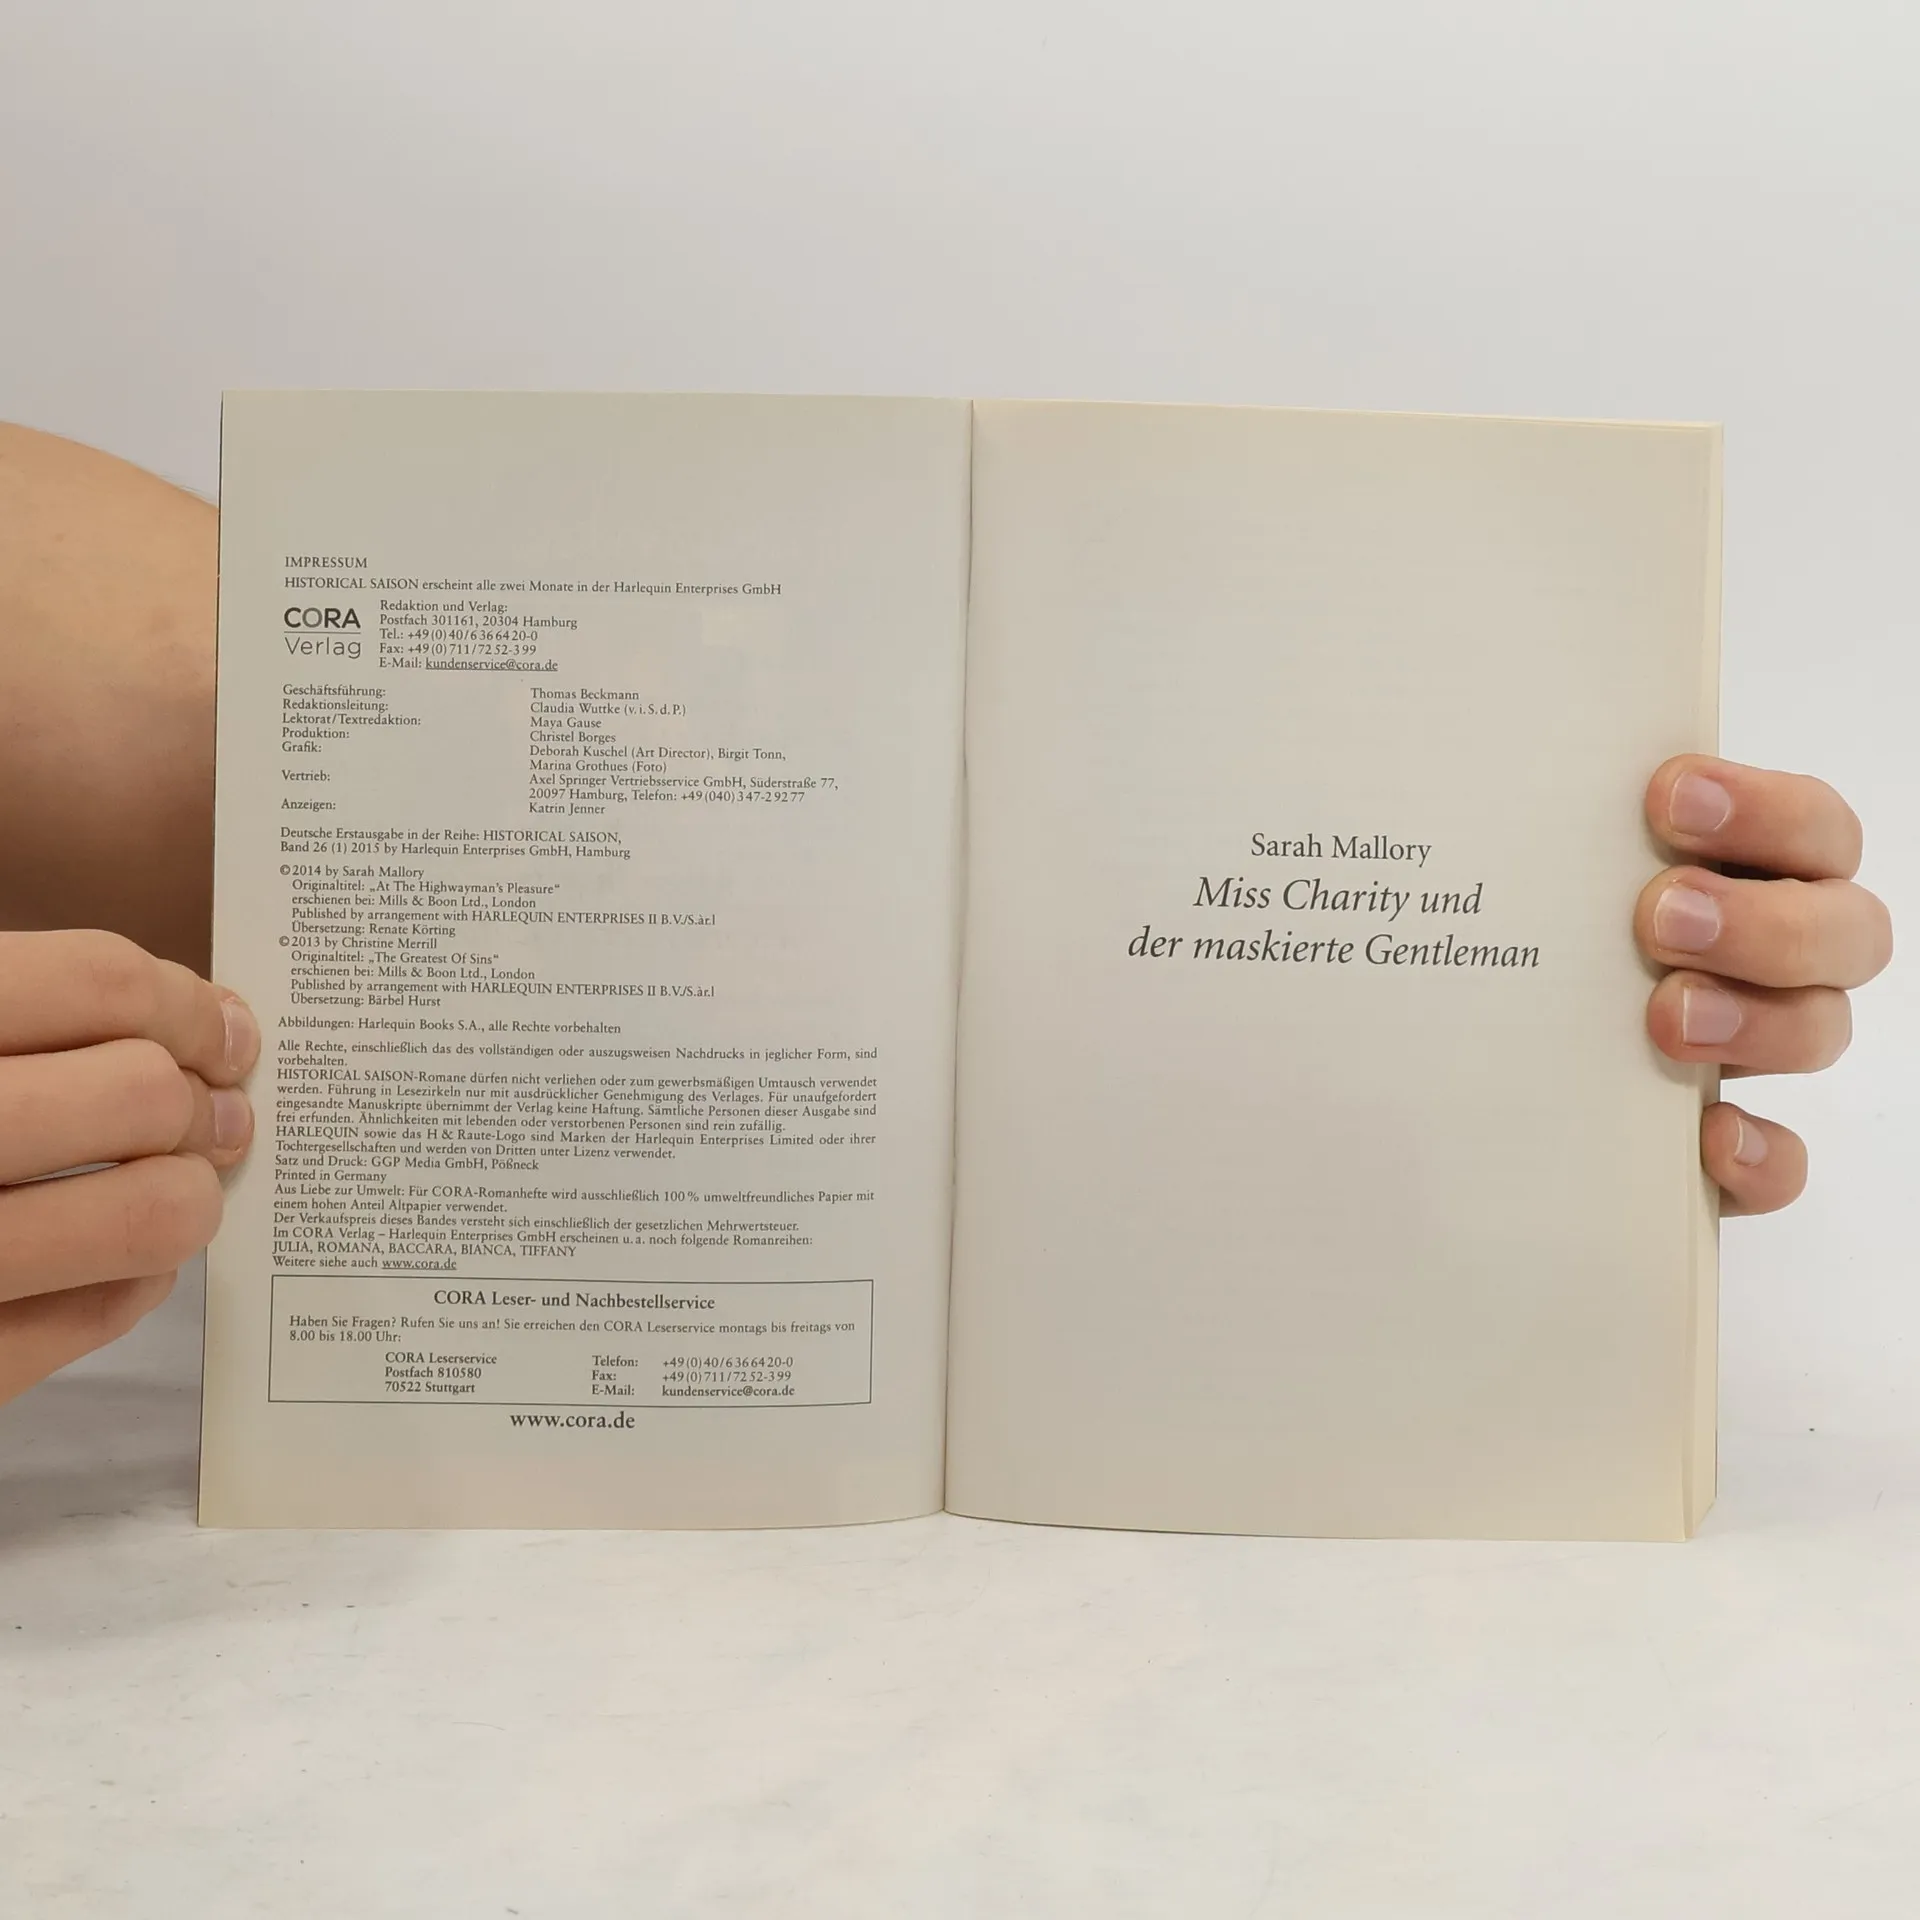 IMPRESSUM
HISTORICAL SAISON erscheint alle zwei Monate in der Harlequin Enterprises GmbH
CORA
Verlag
Redaktion und Verlag:
Postfach 301161, 20304 Hamburg
Tel.: +49(0)40/6366420-0
Fax: +49(0)711/7252-399
E-Mail: kundenservice@cora.de
Geschäftsführung: Thomas Beckmann
Redaktionsleitung: Claudia Wuttke (v.i.S.d.P.)
Lektorat/Textredaktion: Maya Gause
Produktion: Christel Borges
Grafik: Deborah Kuschel (Art Director), Birgit Tonn,
Marina Grothues (Foto)
Vertrieb: Axel Springer Vertriebsservice GmbH, Süderstraße 77,
20097 Hamburg, Telefon: +49(040)347-29277
Anzeigen: Katrin Jenner
Deutsche Erstausgabe in der Reihe: HISTORICAL SAISON,
Band 26 (1) 2015 by Harlequin Enterprises GmbH, Hamburg
©2014 by Sarah Mallory
Originaltitel: „At The Highwayman's Pleasure“
erschienen bei: Mills & Boon Ltd., London
Published by arrangement with HARLEQUIN ENTERPRISES II B.V./S.àr.l
Übersetzung: Renate Körting
©2013 by Christine Merrill
Originaltitel: „The Greatest Of Sins“
erschienen bei: Mills & Boon Ltd., London
Published by arrangement with HARLEQUIN ENTERPRISES II B.V./S.àr.l
Übersetzung: Bärbel Hurst
Abbildungen: Harlequin Books S.A., alle Rechte vorbehalten
Alle Rechte, einschließlich das des vollständigen oder auszugsweisen Nachdrucks in jeglicher Form, sind
vorbehalten.
HISTORICAL SAISON-Romane dürfen nicht verliehen oder zum gewerbsmäßigen Umtausch verwendet
werden. Führung in Lesezirkeln nur mit ausdrücklicher Genehmigung des Verlages. Für unaufgefordert
eingesandte Manuskripte übernimmt der Verlag keine Haftung. Sämtliche Personen dieser Ausgabe sind
frei erfunden. Ähnlichkeiten mit lebenden oder verstorbenen Personen sind rein zufällig.
HARLEQUIN sowie das H & Raute-Logo sind Marken der Harlequin Enterprises Limited oder ihrer
Tochtergesellschaften und werden von Dritten unter Lizenz verwendet.
Satz und Druck: GGP Media GmbH, Pößneck
Printed in Germany
Aus Liebe zur Umwelt: Für CORA-Romanhefte wird ausschließlich 100 % umweltfreundliches Papier mit
einem hohen Anteil Altpapier verwendet.
Der Verkaufspreis dieses Bandes versteht sich einschließlich der gesetzlichen Mehrwertsteuer.
Im CORA Verlag – Harlequin Enterprises GmbH erscheinen u. a. noch folgende Romanreihen:
JULIA, ROMANA, BACCARA, BIANCA, TIFFANY
Weitere siehe auch www.cora.de
CORA Leser- und Nachbestellservice
Haben Sie Fragen? Rufen Sie uns an! Sie erreichen den CORA Leserservice montags bis freitags von
8.00 bis 18.00 Uhr:
CORA Leserservice
Postfach 810580
70522 Stuttgart
Telefon: +49(0)40/6366420-0
Fax: +49(0)711/7252-399
E-Mail: kundenservice@cora.de
www.cora.de
Sarah Mallory
Miss Charity und
der maskierte Gentleman